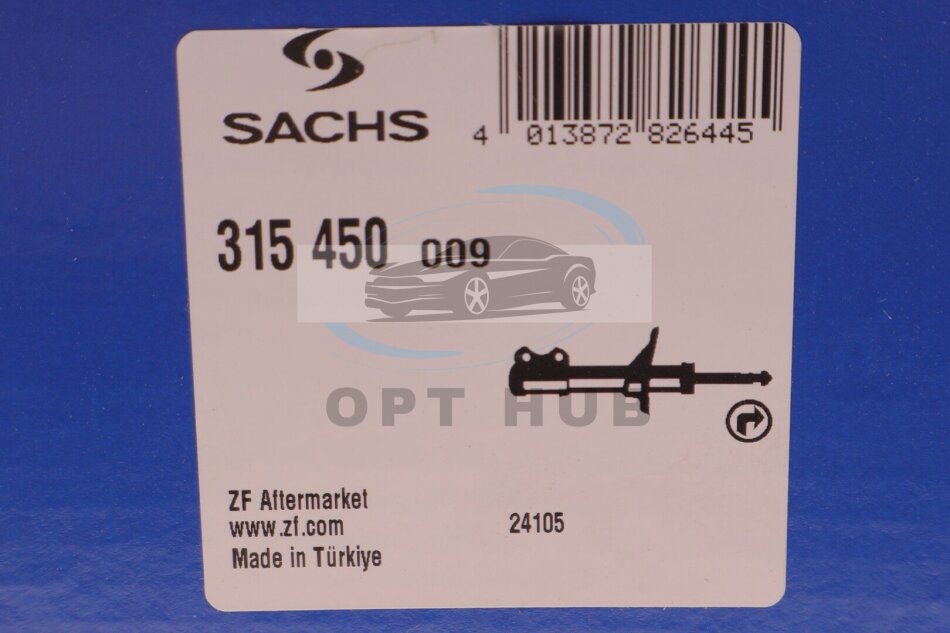 SACHS
4 013872 826445
315 450 009
OPT HUB
ZF Aftermarket
www.zf.com
24105
Made in Türkiye